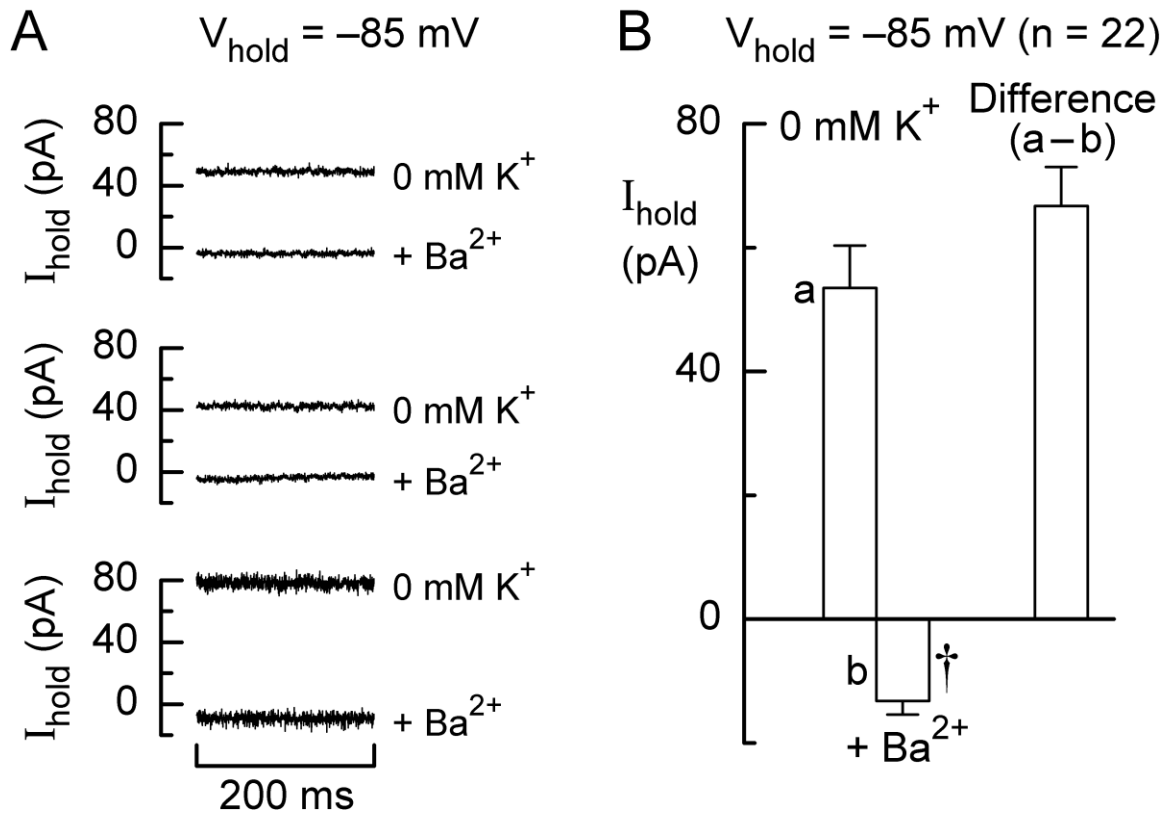 A
V_hold = –85 mV
I_hold (pA)
80
40
0
0 mM K⁺
+ Ba²⁺
I_hold (pA)
80
40
0
0 mM K⁺
+ Ba²⁺
I_hold (pA)
80
40
0
0 mM K⁺
+ Ba²⁺
200 ms
B
V_hold = –85 mV (n = 22)
I_hold
(pA)
80
40
0
0 mM K⁺
Difference
(a – b)
a
b
†
+ Ba²⁺